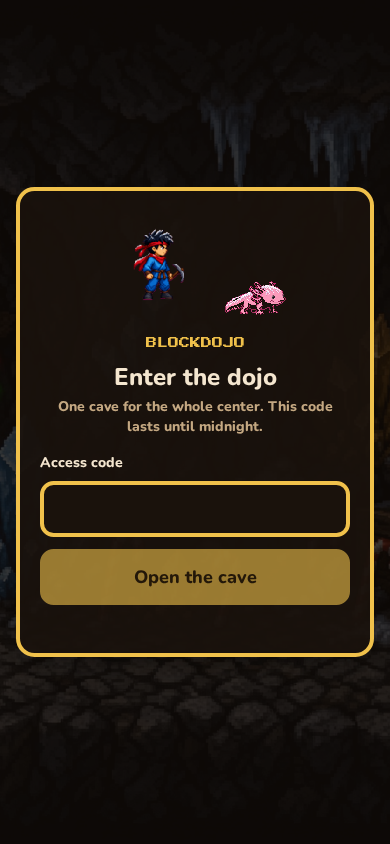 BLOCKDOJO
Enter the dojo
One cave for the whole center. This code
lasts until midnight.
Access code
Open the cave